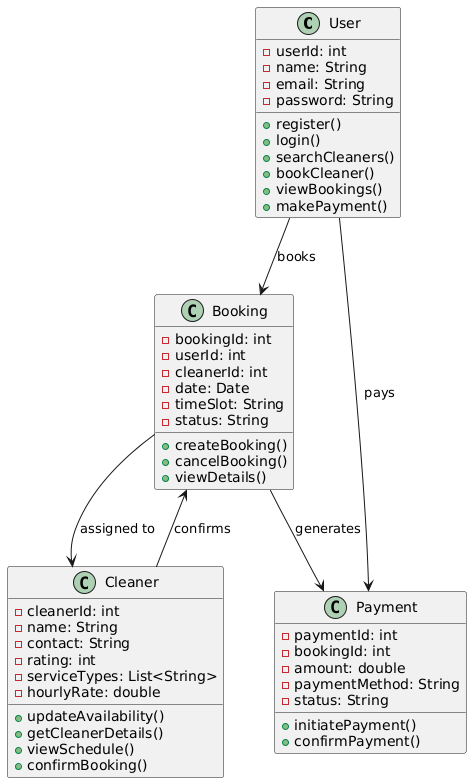 C User
userId: int
name: String
email: String
password: String
register()
login()
searchCleaners()
bookCleaner()
viewBookings()
makePayment()
books
C Booking
bookingId: int
userId: int
cleanerId: int
date: Date
timeSlot: String
status: String
createBooking()
cancelBooking()
viewDetails()
pays
assigned to
confirms
generates
C Cleaner
cleanerId: int
name: String
contact: String
rating: int
serviceTypes: List<String>
hourlyRate: double
updateAvailability()
getCleanerDetails()
viewSchedule()
confirmBooking()
C Payment
paymentId: int
bookingId: int
amount: double
paymentMethod: String
status: String
initiatePayment()
confirmPayment()